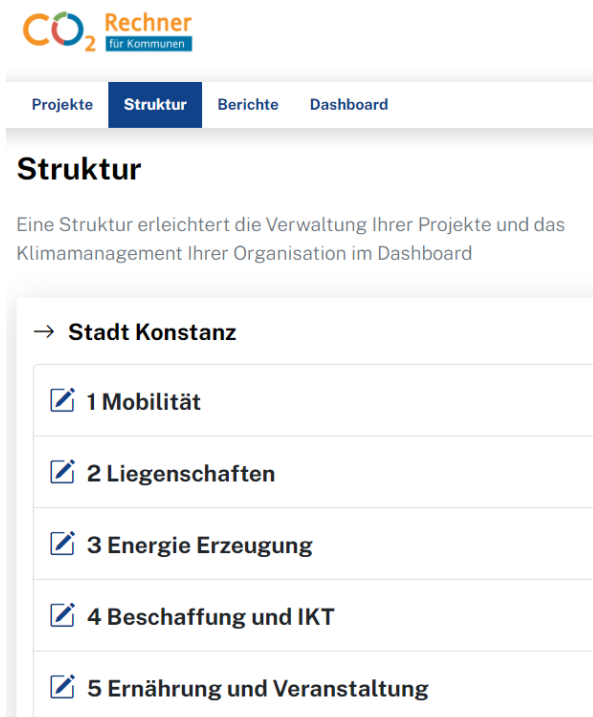 CO2 Rechner
für Kommunen
Projekte Struktur Berichte Dashboard
Struktur
Eine Struktur erleichtert die Verwaltung Ihrer Projekte und das
Klimamanagement Ihrer Organisation im Dashboard
→ Stadt Konstanz
1 Mobilität
2 Liegenschaften
3 Energie Erzeugung
4 Beschaffung und IKT
5 Ernährung und Veranstaltung